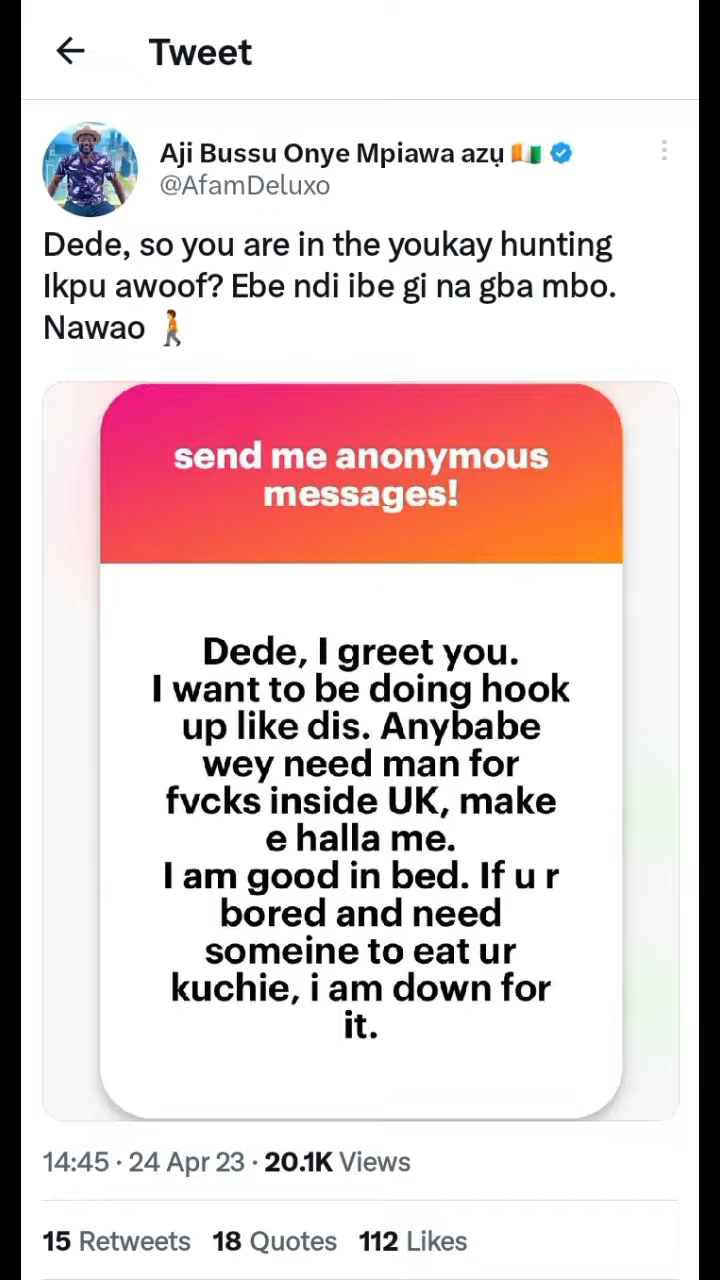 Tweet
Aji Bussu Onye Mpiawa azụ
@AfamDeluxo
Dede, so you are in the youkay hunting
Ikpu awoof? Ebe ndi ibe gi na gba mbo.
Nawao
send me anonymous
messages!
Dede, I greet you.
I want to be doing hook
up like dis. Anybabe
wey need man for
fvcks inside UK, make
e halla me.
I am good in bed. If u r
bored and need
someine to eat ur
kuchie, i am down for
it.
14:45 · 24 Apr 23 · 20.1K Views
15 Retweets 18 Quotes 112 Likes